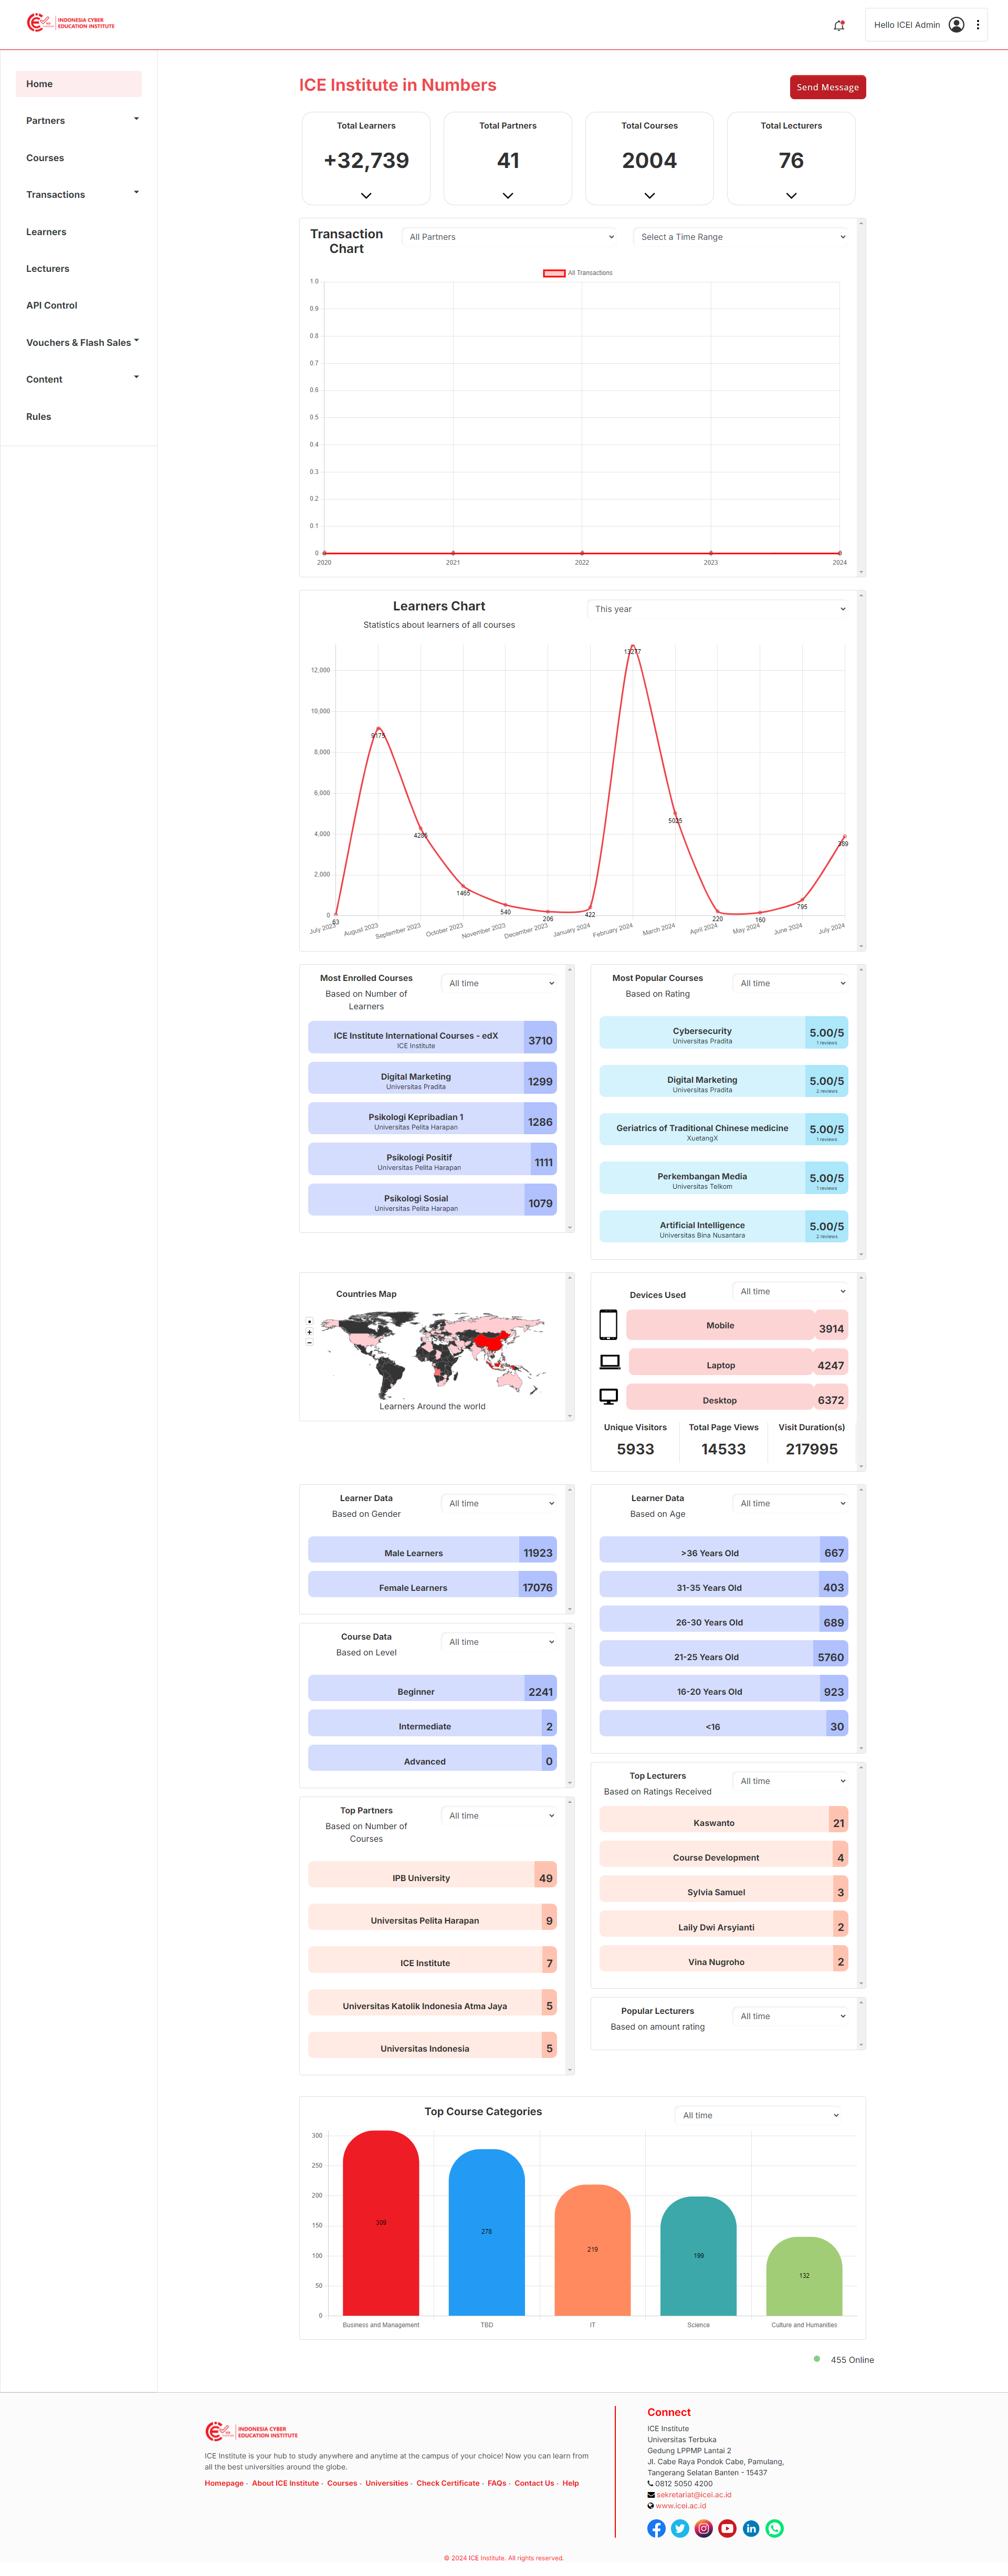 INDONESIA CYBER
EDUCATION INSTITUTE
Hello ICEI Admin
Home
Partners
Courses
Transactions
Learners
Lecturers
API Control
Vouchers & Flash Sales
Content
Rules
ICE Institute in Numbers
Send Message
Total Learners
+32,739
Total Partners
41
Total Courses
2004
Total Lecturers
76
Transaction
Chart
All Partners
Select a Time Range
All Transactions
1.0
0.9
0.8
0.7
0.6
0.5
0.4
0.3
0.2
0.1
0
2020 2021 2022 2023 2024
Learners Chart
This year
Statistics about learners of all courses
12,000
10,000
8,000
6,000
4,000
2,000
0
63 9175 4285 1465 540 206 422 13277 5025 220 160 795
July 2023 August 2023 September 2023 October 2023 November 2023 December 2023 January 2024 February 2024 March 2024 April 2024 May 2024 June 2024 July 2024
Most Enrolled Courses
All time
Based on Number of
Learners
ICE Institute International Courses - edX
ICE Institute
3710
Digital Marketing
Universitas Pradita
1299
Psikologi Kepribadian 1
Universitas Pelita Harapan
1286
Psikologi Positif
Universitas Pelita Harapan
1111
Psikologi Sosial
Universitas Pelita Harapan
1079
Most Popular Courses
All time
Based on Rating
Cybersecurity
Universitas Pradita
5.00/5
1 reviews
Digital Marketing
Universitas Pradita
5.00/5
2 reviews
Geriatrics of Traditional Chinese medicine
XuetangX
5.00/5
1 reviews
Perkembangan Media
Universitas Telkom
5.00/5
1 reviews
Artificial Intelligence
Universitas Bina Nusantara
5.00/5
2 reviews
Countries Map
+
−
Learners Around the world
Devices Used
All time
Mobile 3914
Laptop 4247
Desktop 6372
Unique Visitors
5933
Total Page Views
14533
Visit Duration(s)
217995
Learner Data
All time
Based on Gender
Male Learners 11923
Female Learners 17076
Learner Data
All time
Based on Age
>36 Years Old 667
31-35 Years Old 403
26-30 Years Old 689
21-25 Years Old 5760
16-20 Years Old 923
<16 30
Course Data
All time
Based on Level
Beginner 2241
Intermediate 2
Advanced 0
Top Lecturers
All time
Based on Ratings Received
Kaswanto 21
Course Development 4
Sylvia Samuel 3
Laily Dwi Arsyianti 2
Vina Nugroho 2
Top Partners
All time
Based on Number of
Courses
IPB University 49
Universitas Pelita Harapan 9
ICE Institute 7
Universitas Katolik Indonesia Atma Jaya 5
Universitas Indonesia 5
Popular Lecturers
All time
Based on amount rating
Top Course Categories
All time
300
250
200
150
100
50
0
309 278 219 199 132
Business and Management TBD IT Science Culture and Humanities
455 Online
INDONESIA CYBER
EDUCATION INSTITUTE
ICE Institute is your hub to study anywhere and anytime at the campus of your choice! Now you can learn from
all the best universities around the globe.
Homepage · About ICE Institute · Courses · Universities · Check Certificate · FAQs · Contact Us · Help
Connect
ICE Institute
Universitas Terbuka
Gedung LPPMP Lantai 2
Jl. Cabe Raya Pondok Cabe, Pamulang,
Tangerang Selatan Banten - 15437
0812 5050 4200
sekretariat@icei.ac.id
www.icei.ac.id
© 2024 ICE Institute. All rights reserved.